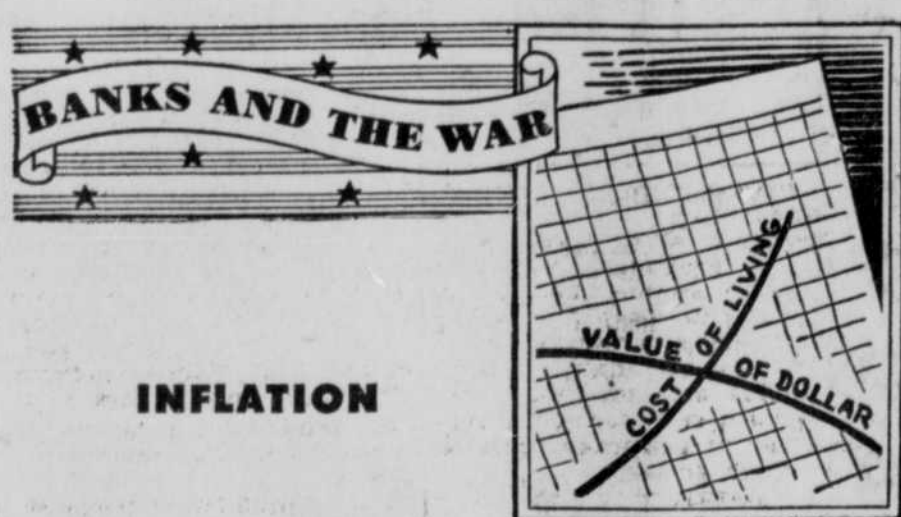 BANKS AND THE WAR
INFLATION
COST OF LIVING
VALUE OF DOLLAR